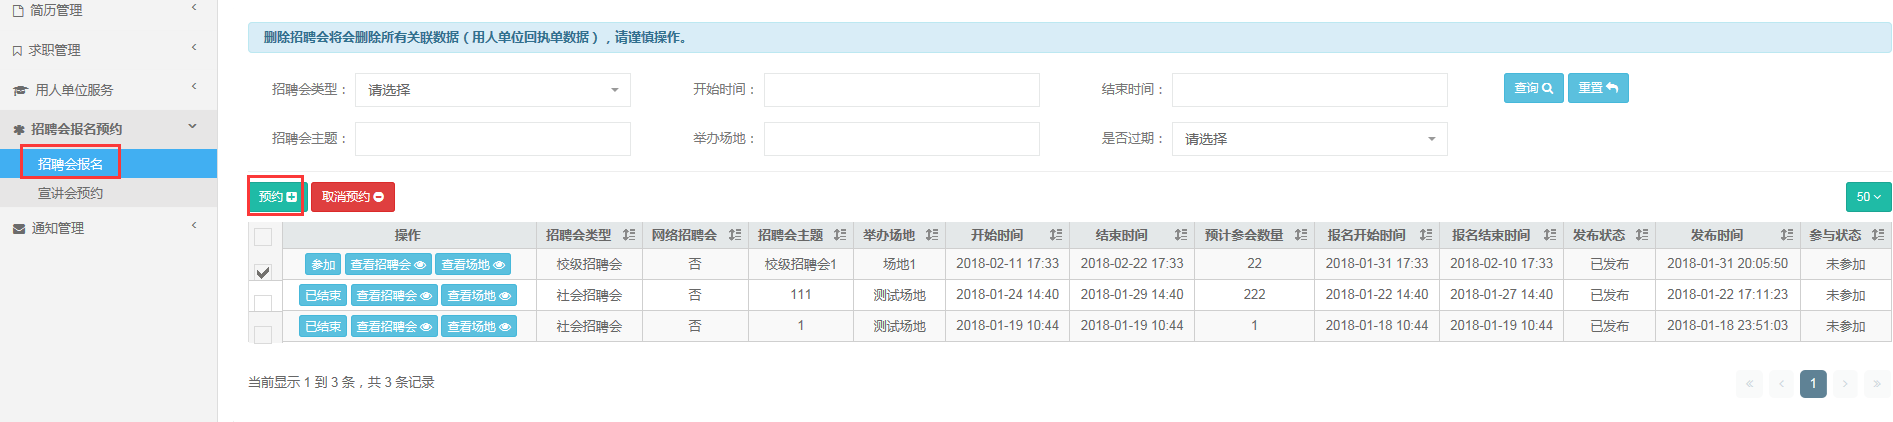 简历管理
求职管理
用人单位服务
招聘会报名预约
招聘会报名
宣讲会预约
通知管理
删除招聘会将会删除所有关联数据（用人单位回执单数据），请谨慎操作。
招聘会类型： 请选择 开始时间： 结束时间： 查询 重置
招聘会主题： 举办场地： 是否过期： 请选择
预约 取消预约 50
操作 招聘会类型 网络招聘会 招聘会主题 举办场地 开始时间 结束时间 预计参会数量 报名开始时间 报名结束时间 发布状态 发布时间 参与状态
参加 查看招聘会 查看场地 校级招聘会 否 校级招聘会1 场地1 2018-02-11 17:33 2018-02-22 17:33 22 2018-01-31 17:33 2018-02-10 17:33 已发布 2018-01-31 20:05:50 未参加
已结束 查看招聘会 查看场地 社会招聘会 否 111 测试场地 2018-01-24 14:40 2018-01-29 14:40 222 2018-01-22 14:40 2018-01-27 14:40 已发布 2018-01-22 17:11:23 未参加
已结束 查看招聘会 查看场地 社会招聘会 否 1 测试场地 2018-01-19 10:44 2018-01-19 10:44 1 2018-01-18 10:44 2018-01-19 10:44 已发布 2018-01-18 23:51:03 未参加
当前显示 1 到 3 条，共 3 条记录 « ‹ 1 › »